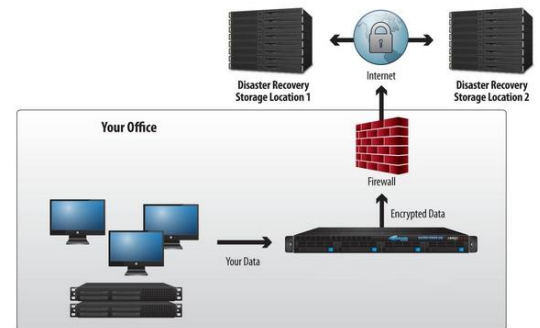 Disaster Recovery
Storage Location 1
Internet
Disaster Recovery
Storage Location 2
Your Office
Firewall
Encrypted Data
Your Data